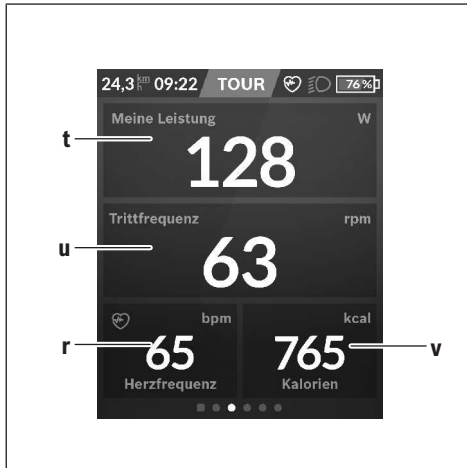 24,3 km/h 09:22 TOUR 76 %
Meine Leistung W
t
128
Trittfrequenz rpm
u
63
bpm kcal
r 65 765 v
Herzfrequenz Kalorien